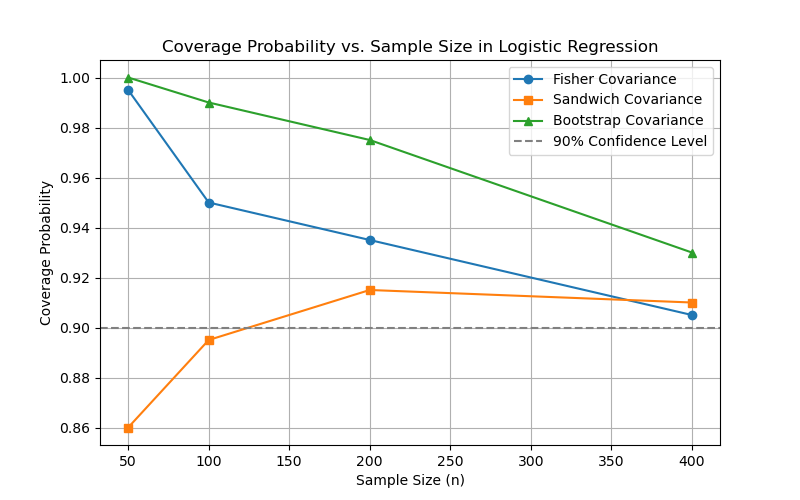 Coverage Probability vs. Sample Size in Logistic Regression
Fisher Covariance
Sandwich Covariance
Bootstrap Covariance
90% Confidence Level
Coverage Probability
1.00
0.98
0.96
0.94
0.92
0.90
0.88
0.86
50 100 150 200 250 300 350 400
Sample Size (n)